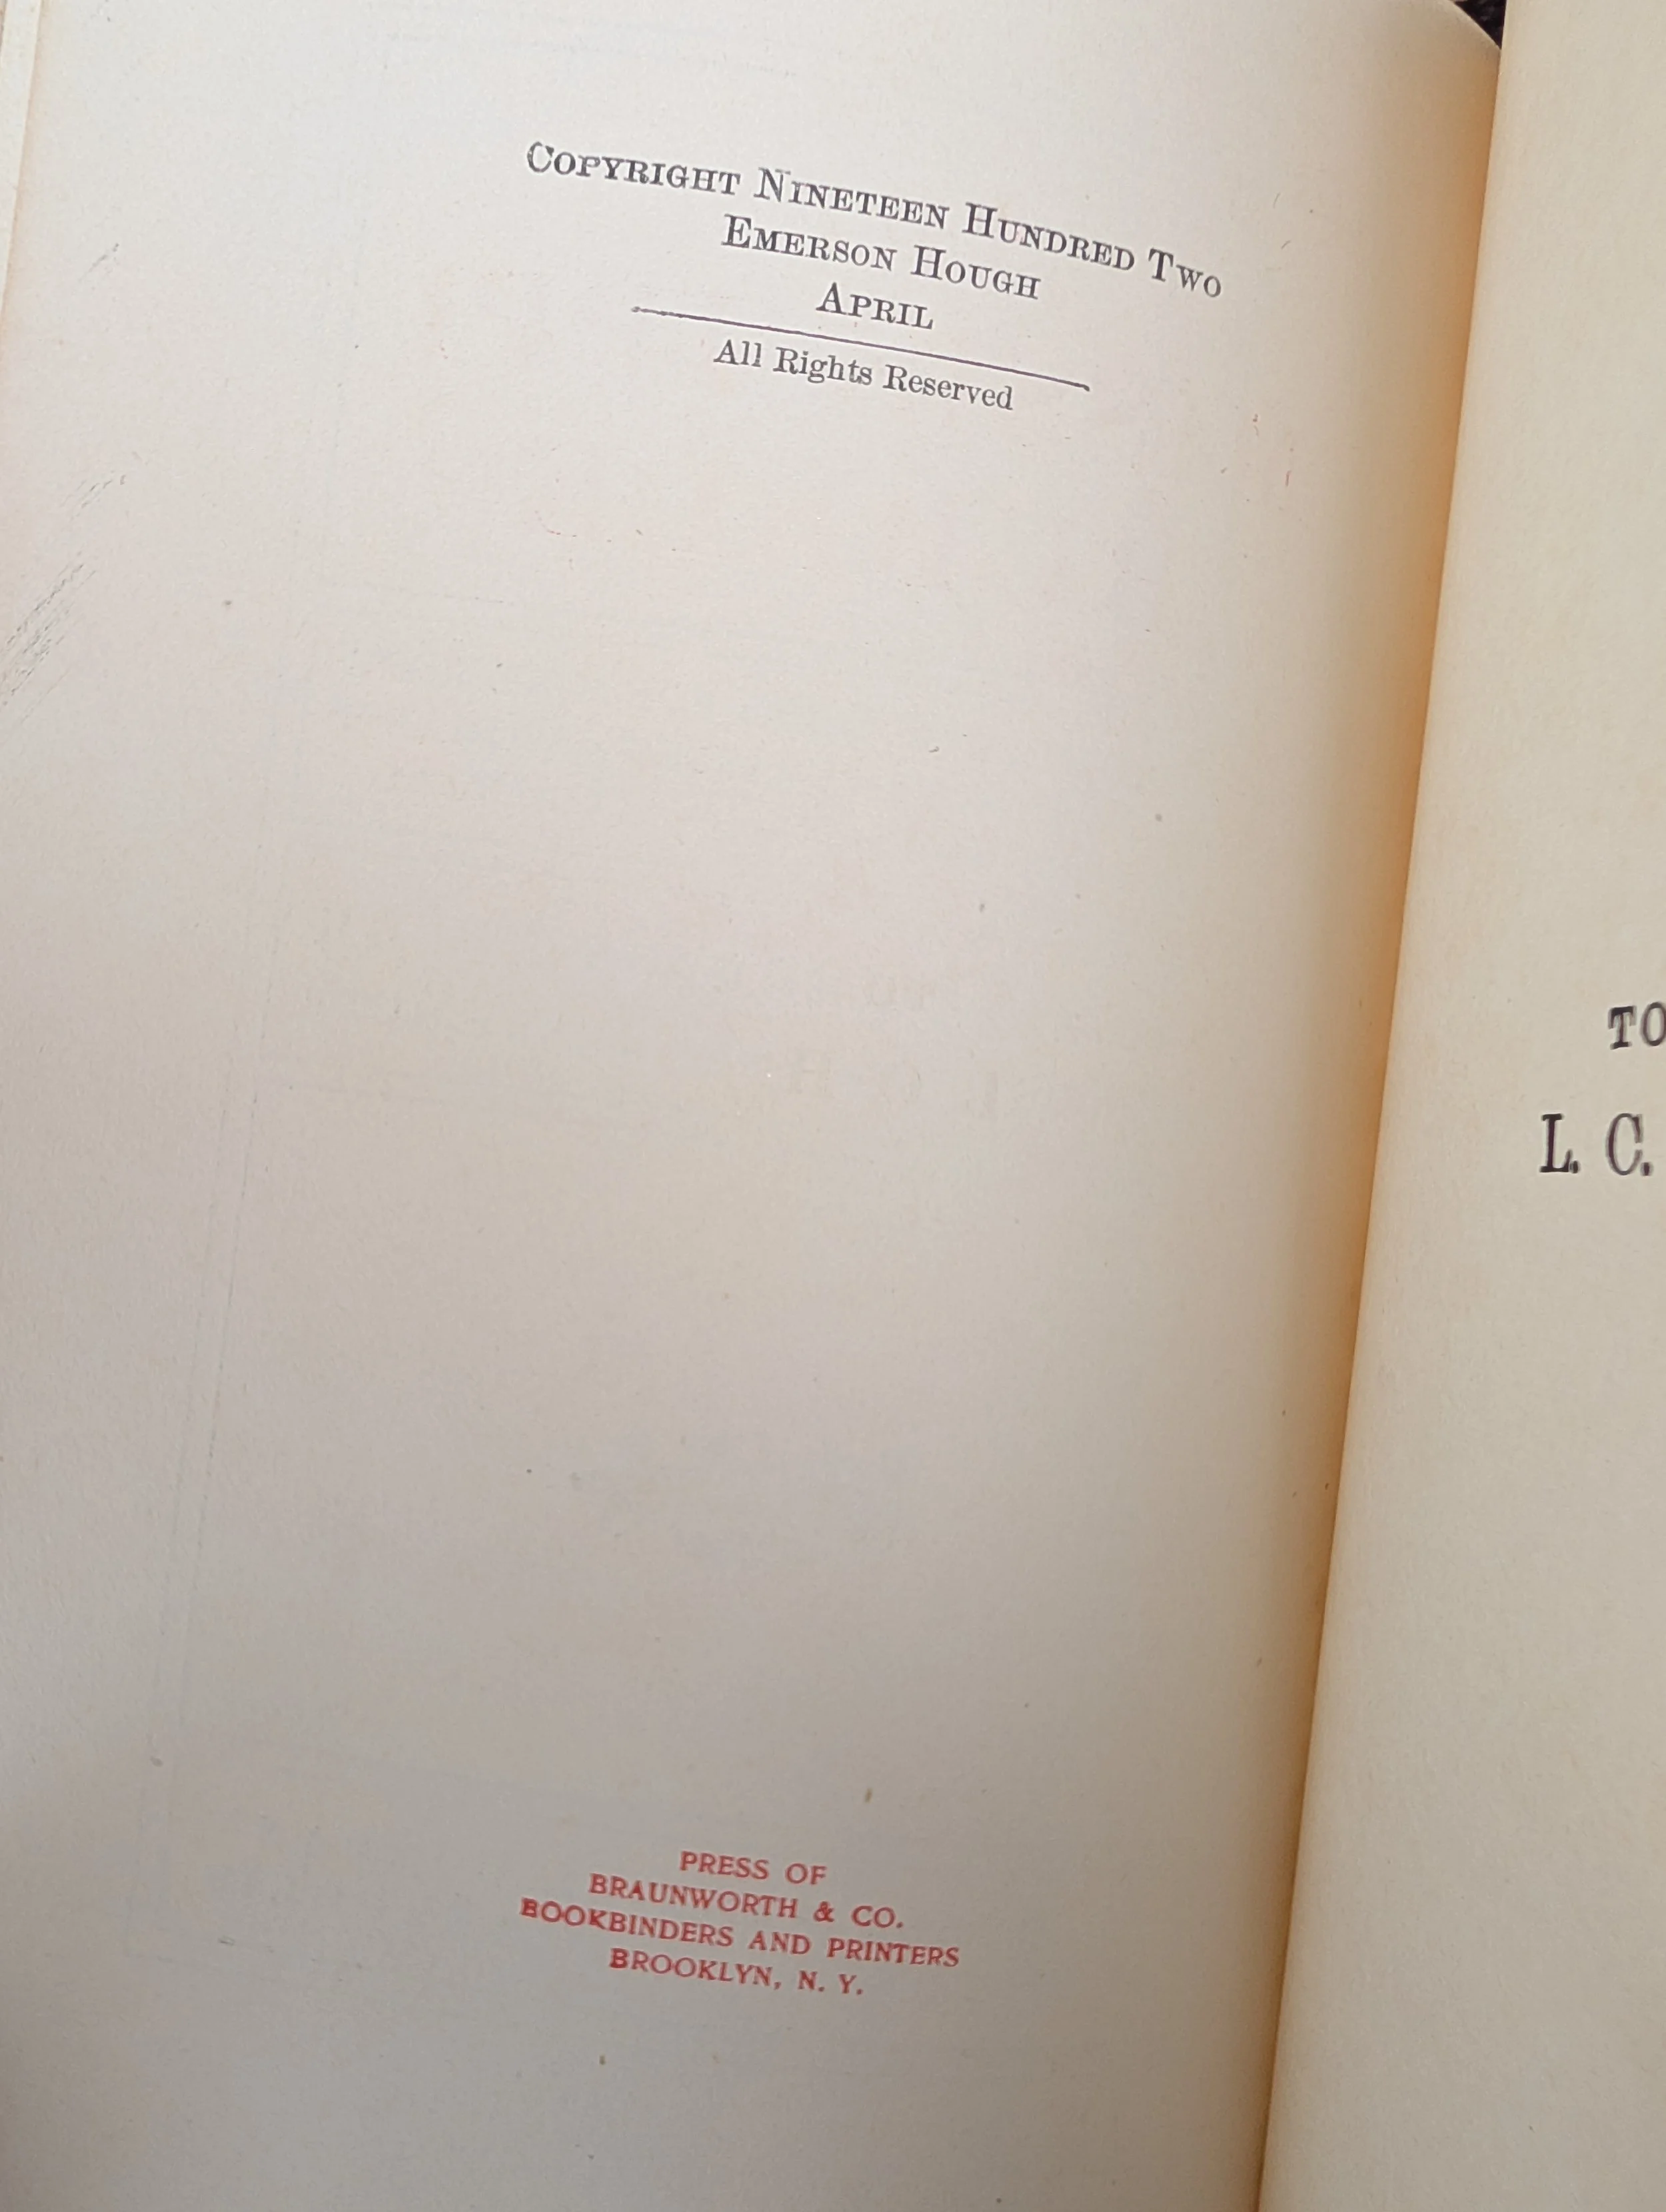 COPYRIGHT NINETEEN HUNDRED TWO
EMERSON HOUGH
APRIL
All Rights Reserved
PRESS OF
BRAUNWORTH & CO.
BOOKBINDERS AND PRINTERS
BROOKLYN, N. Y.
TO
L. C.